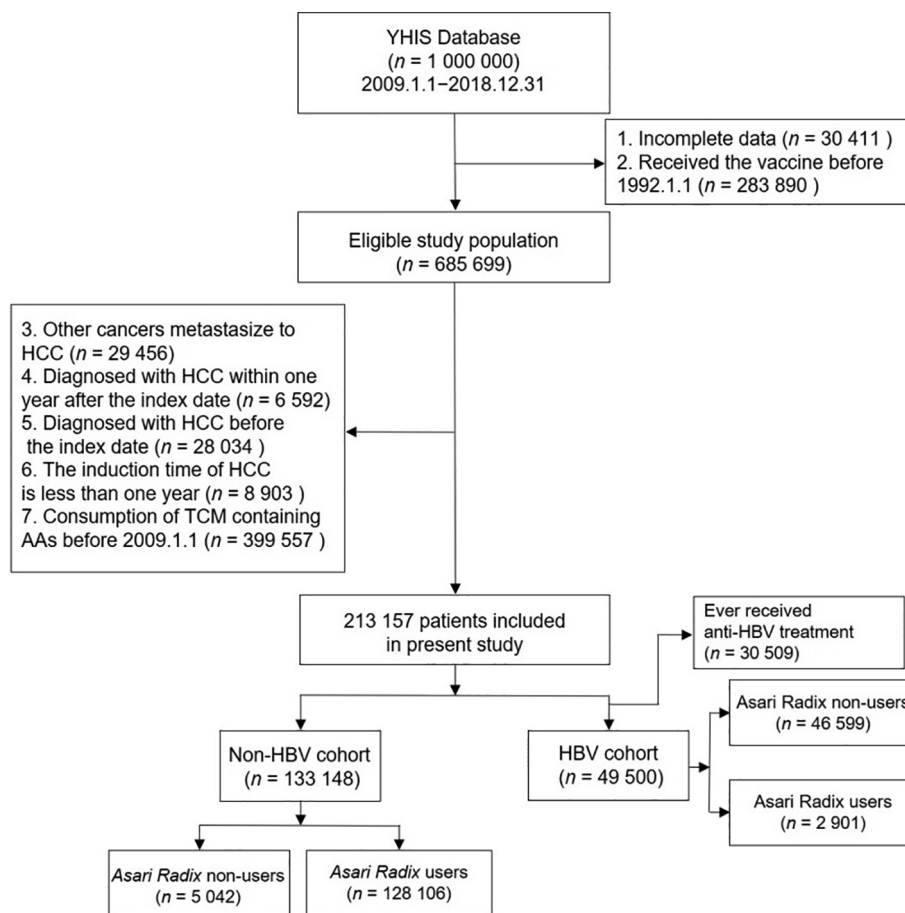 YHIS Database
(n = 1 000 000)
2009.1.1−2018.12.31
1. Incomplete data (n = 30 411 )
2. Received the vaccine before
1992.1.1 (n = 283 890 )
Eligible study population
(n = 685 699)
3. Other cancers metastasize to
HCC (n = 29 456)
4. Diagnosed with HCC within one
year after the index date (n = 6 592)
5. Diagnosed with HCC before
the index date (n = 28 034 )
6. The induction time of HCC
is less than one year (n = 8 903 )
7. Consumption of TCM containing
AAs before 2009.1.1 (n = 399 557 )
213 157 patients included
in present study
Ever received
anti-HBV treatment
(n = 30 509)
Non-HBV cohort
(n = 133 148)
HBV cohort
(n = 49 500)
Asari Radix non-users
(n = 46 599)
Asari Radix users
(n = 2 901)
Asari Radix non-users
(n = 5 042)
Asari Radix users
(n = 128 106)